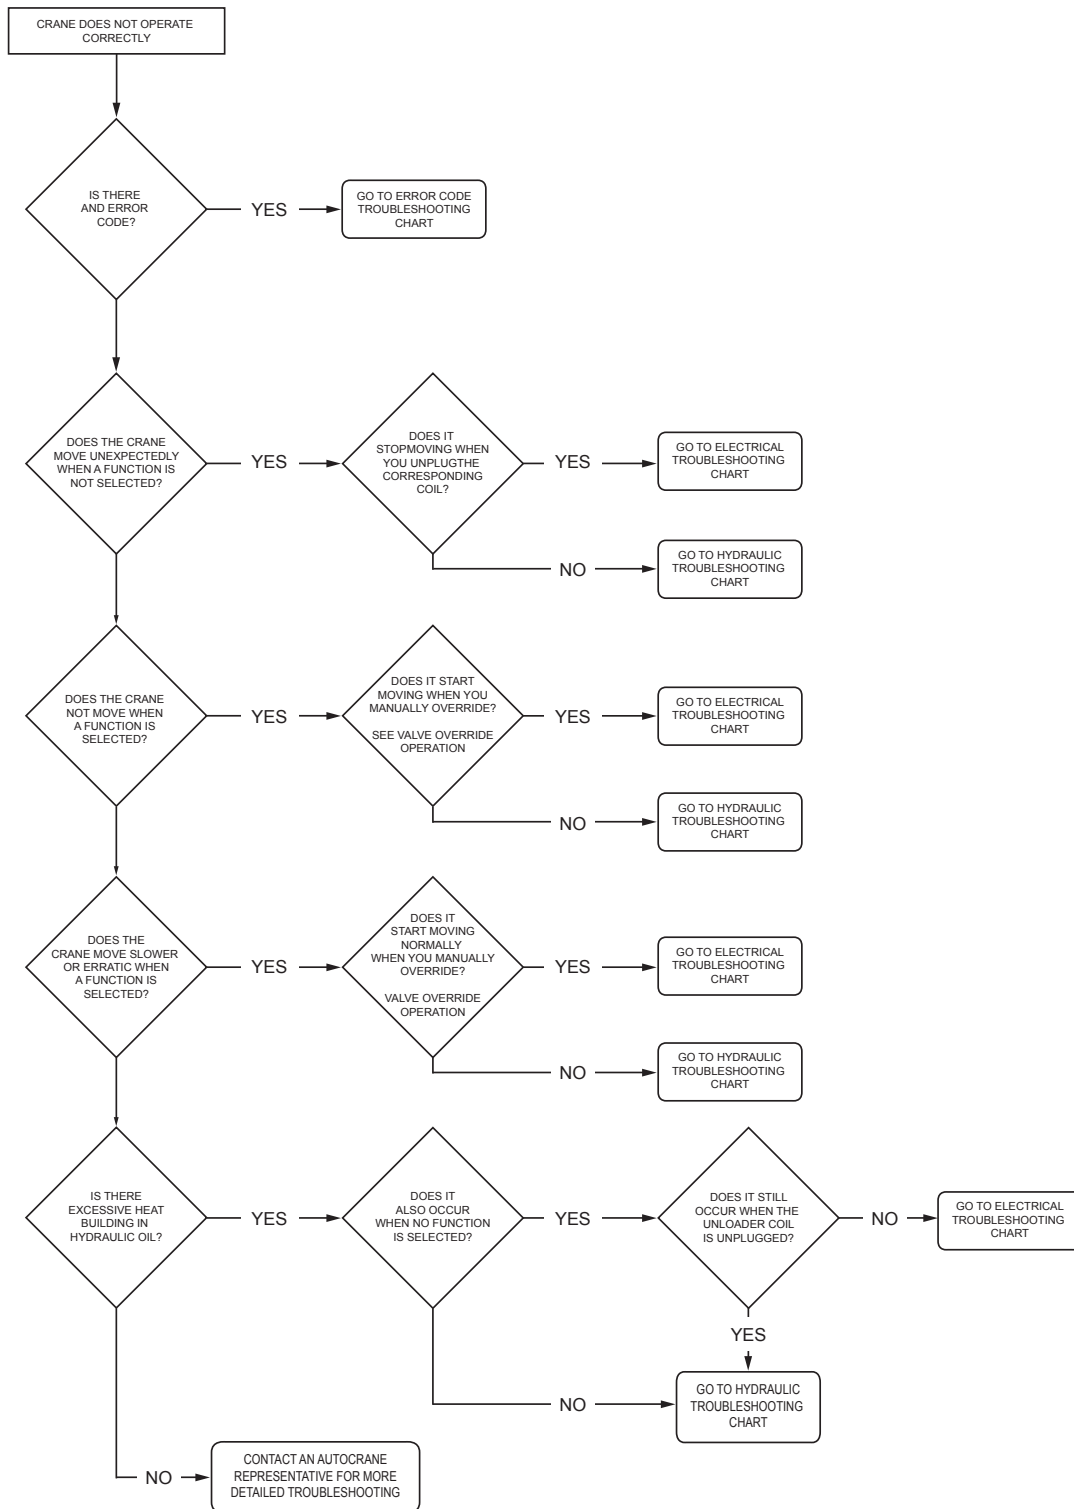 CRANE DOES NOT OPERATE
CORRECTLY
IS THERE
AND ERROR
CODE?
YES
GO TO ERROR CODE
TROUBLESHOOTING
CHART
DOES THE CRANE
MOVE UNEXPECTEDLY
WHEN A FUNCTION IS
NOT SELECTED?
YES
DOES IT
STOPMOVING WHEN
YOU UNPLUGTHE
CORRESPONDING
COIL?
YES
GO TO ELECTRICAL
TROUBLESHOOTING
CHART
NO
GO TO HYDRAULIC
TROUBLESHOOTING
CHART
DOES THE CRANE
NOT MOVE WHEN
A FUNCTION IS
SELECTED?
YES
DOES IT START
MOVING WHEN YOU
MANUALLY OVERRIDE?
SEE VALVE OVERRIDE
OPERATION
YES
GO TO ELECTRICAL
TROUBLESHOOTING
CHART
NO
GO TO HYDRAULIC
TROUBLESHOOTING
CHART
DOES THE
CRANE MOVE SLOWER
OR ERRATIC WHEN
A FUNCTION IS
SELECTED?
YES
DOES IT
START MOVING
NORMALLY
WHEN YOU MANUALLY
OVERRIDE?
VALVE OVERRIDE
OPERATION
YES
GO TO ELECTRICAL
TROUBLESHOOTING
CHART
NO
GO TO HYDRAULIC
TROUBLESHOOTING
CHART
IS THERE
EXCESSIVE HEAT
BUILDING IN
HYDRAULIC OIL?
YES
DOES IT
ALSO OCCUR
WHEN NO FUNCTION
IS SELECTED?
YES
DOES IT STILL
OCCUR WHEN THE
UNLOADER COIL
IS UNPLUGGED?
NO
GO TO ELECTRICAL
TROUBLESHOOTING
CHART
YES
NO
GO TO HYDRAULIC
TROUBLESHOOTING
CHART
NO
CONTACT AN AUTOCRANE
REPRESENTATIVE FOR MORE
DETAILED TROUBLESHOOTING